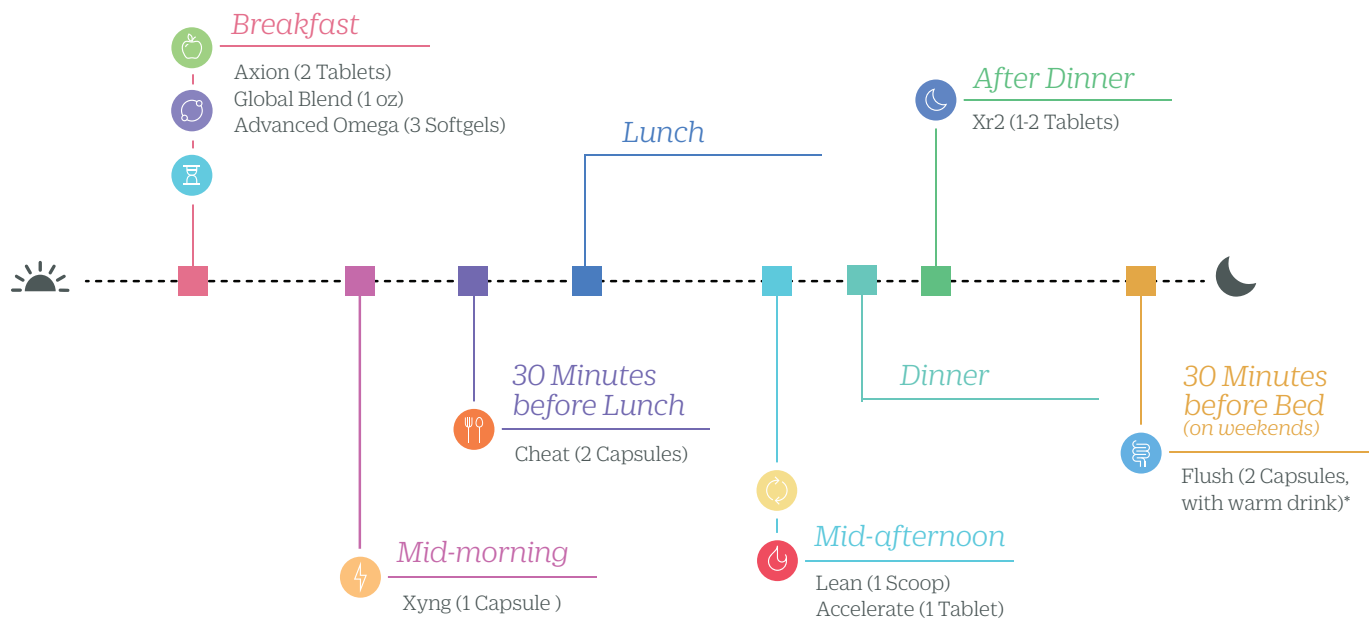 Breakfast
Axion (2 Tablets)
Global Blend (1 oz)
Advanced Omega (3 Softgels)
Mid-morning
Xyng (1 Capsule )
30 Minutes
before Lunch
Cheat (2 Capsules)
Lunch
Mid-afternoon
Lean (1 Scoop)
Accelerate (1 Tablet)
Dinner
After Dinner
Xr2 (1-2 Tablets)
30 Minutes
before Bed
(on weekends)
Flush (2 Capsules,
with warm drink)*